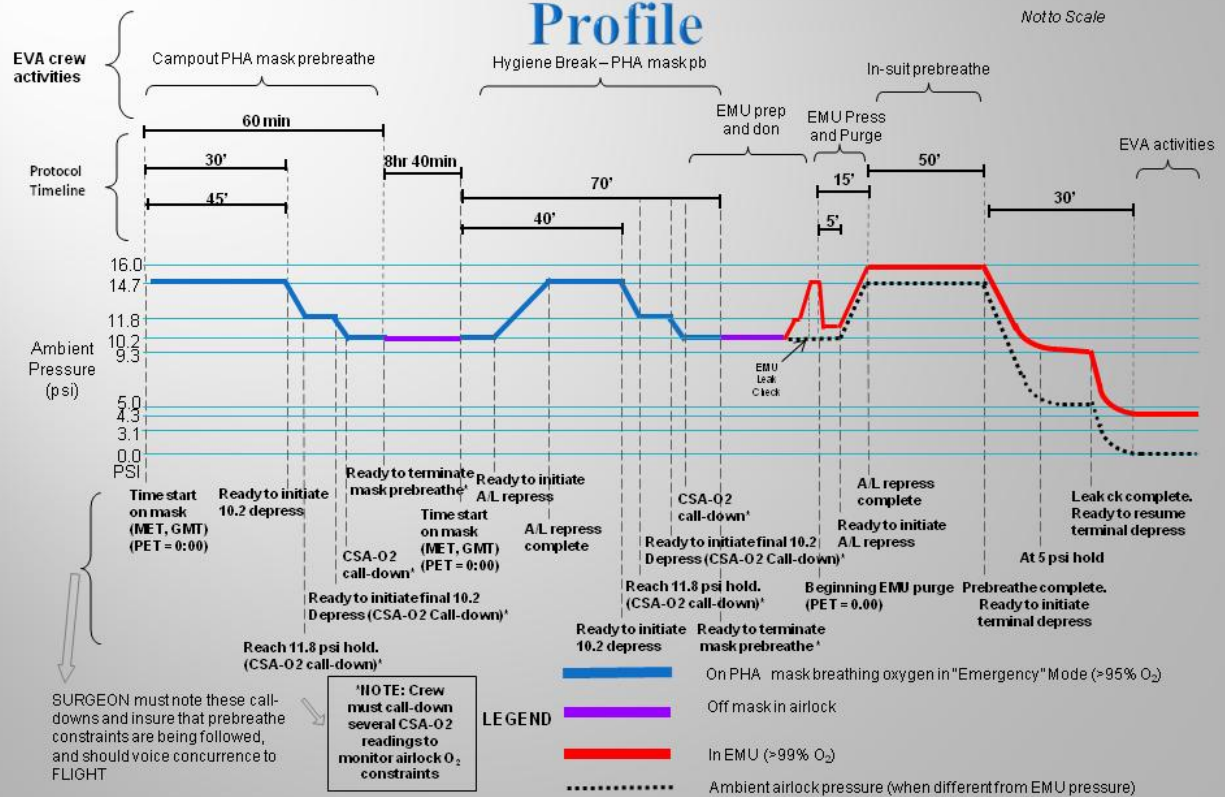 Profile
Not to Scale
EVA crew
activities
Campout PHA mask prebreathe
Hygiene Break – PHA mask pb
In-suit prebreathe
EMU prep
and don
EMU Press
and Purge
EVA activities
Protocol
Timeline
60 min
30'
45'
8hr 40min
70'
40'
15'
5'
50'
30'
Ambient
Pressure
(psi)
16.0
14.7
11.8
10.2
9.3
5.0
4.3
3.1
0.0
PSI
EMU
Leak
Check
Time start
on mask
(MET, GMT)
(PET = 0:00)
Ready to initiate
10.2 depress
Reach 11.8 psi hold.
(CSA-O2 call-down)*
Ready to initiate final 10.2
Depress (CSA-O2 Call-down)*
CSA-O2
call-down*
Ready to terminate
mask prebreathe*
Time start
on mask
(MET, GMT)
(PET = 0:00)
Ready to initiate
A/L repress
A/L repress
complete
Ready to initiate
10.2 depress
Reach 11.8 psi hold.
(CSA-O2 call-down)*
Ready to initiate final 10.2
Depress (CSA-O2 Call-down)*
CSA-O2
call-down*
Ready to terminate
mask prebreathe*
Beginning EMU purge
(PET = 0.00)
Ready to initiate
A/L repress
A/L repress
complete
Prebreathe complete.
Ready to initiate
terminal depress
At 5 psi hold
Leak ck complete.
Ready to resume
terminal depress
SURGEON must note these call-
downs and insure that prebreathe
constraints are being followed,
and should voice concurrence to
FLIGHT
*NOTE: Crew
must call-down
several CSA-O2
readings to
monitor airlock O2
constraints
LEGEND
On PHA mask breathing oxygen in "Emergency" Mode (>95% O2)
Off mask in airlock
In EMU (>99% O2)
Ambient airlock pressure (when different from EMU pressure)